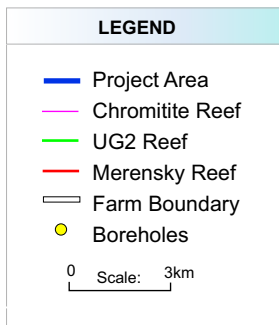 LEGEND
Project Area
Chromitite Reef
UG2 Reef
Merensky Reef
Farm Boundary
Boreholes
0 Scale: 3km